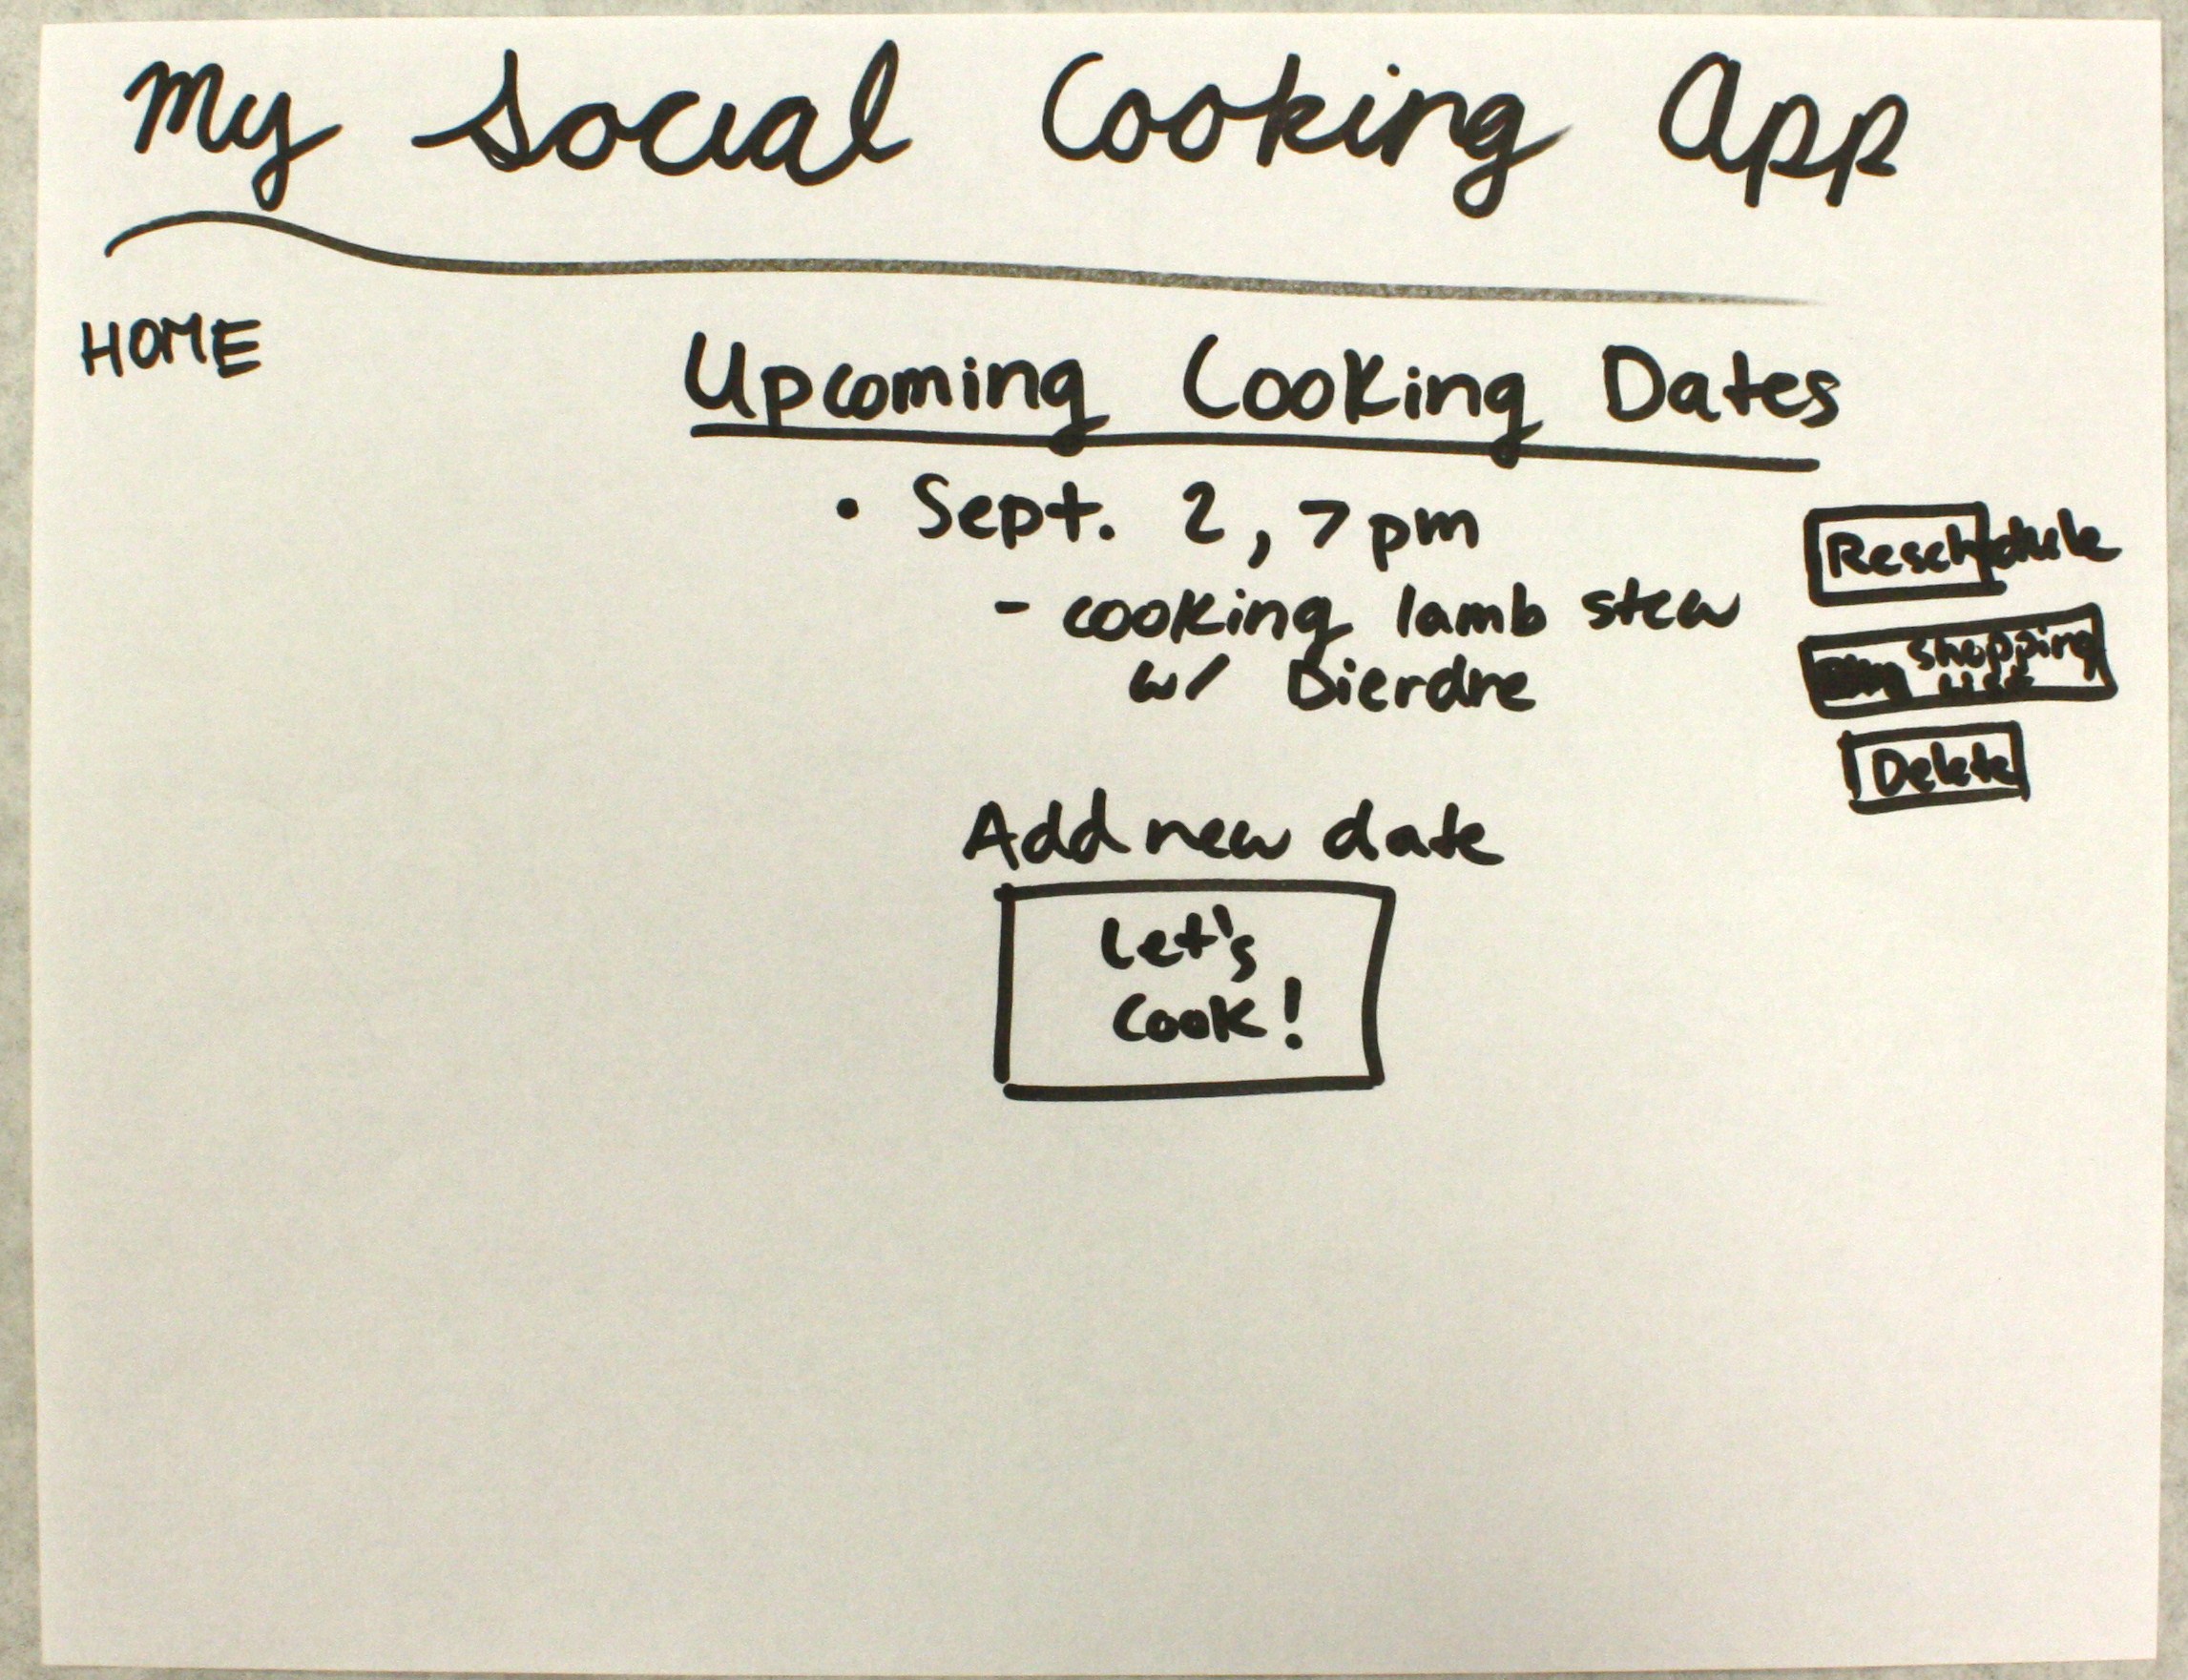 My Social Cooking App
HOME
Upcoming Cooking Dates
• Sept. 2, 7pm
- cooking lamb stew
w/ Dierdre
Reschedule
Shopping
List
Delete
Add new date
Let's
Cook!